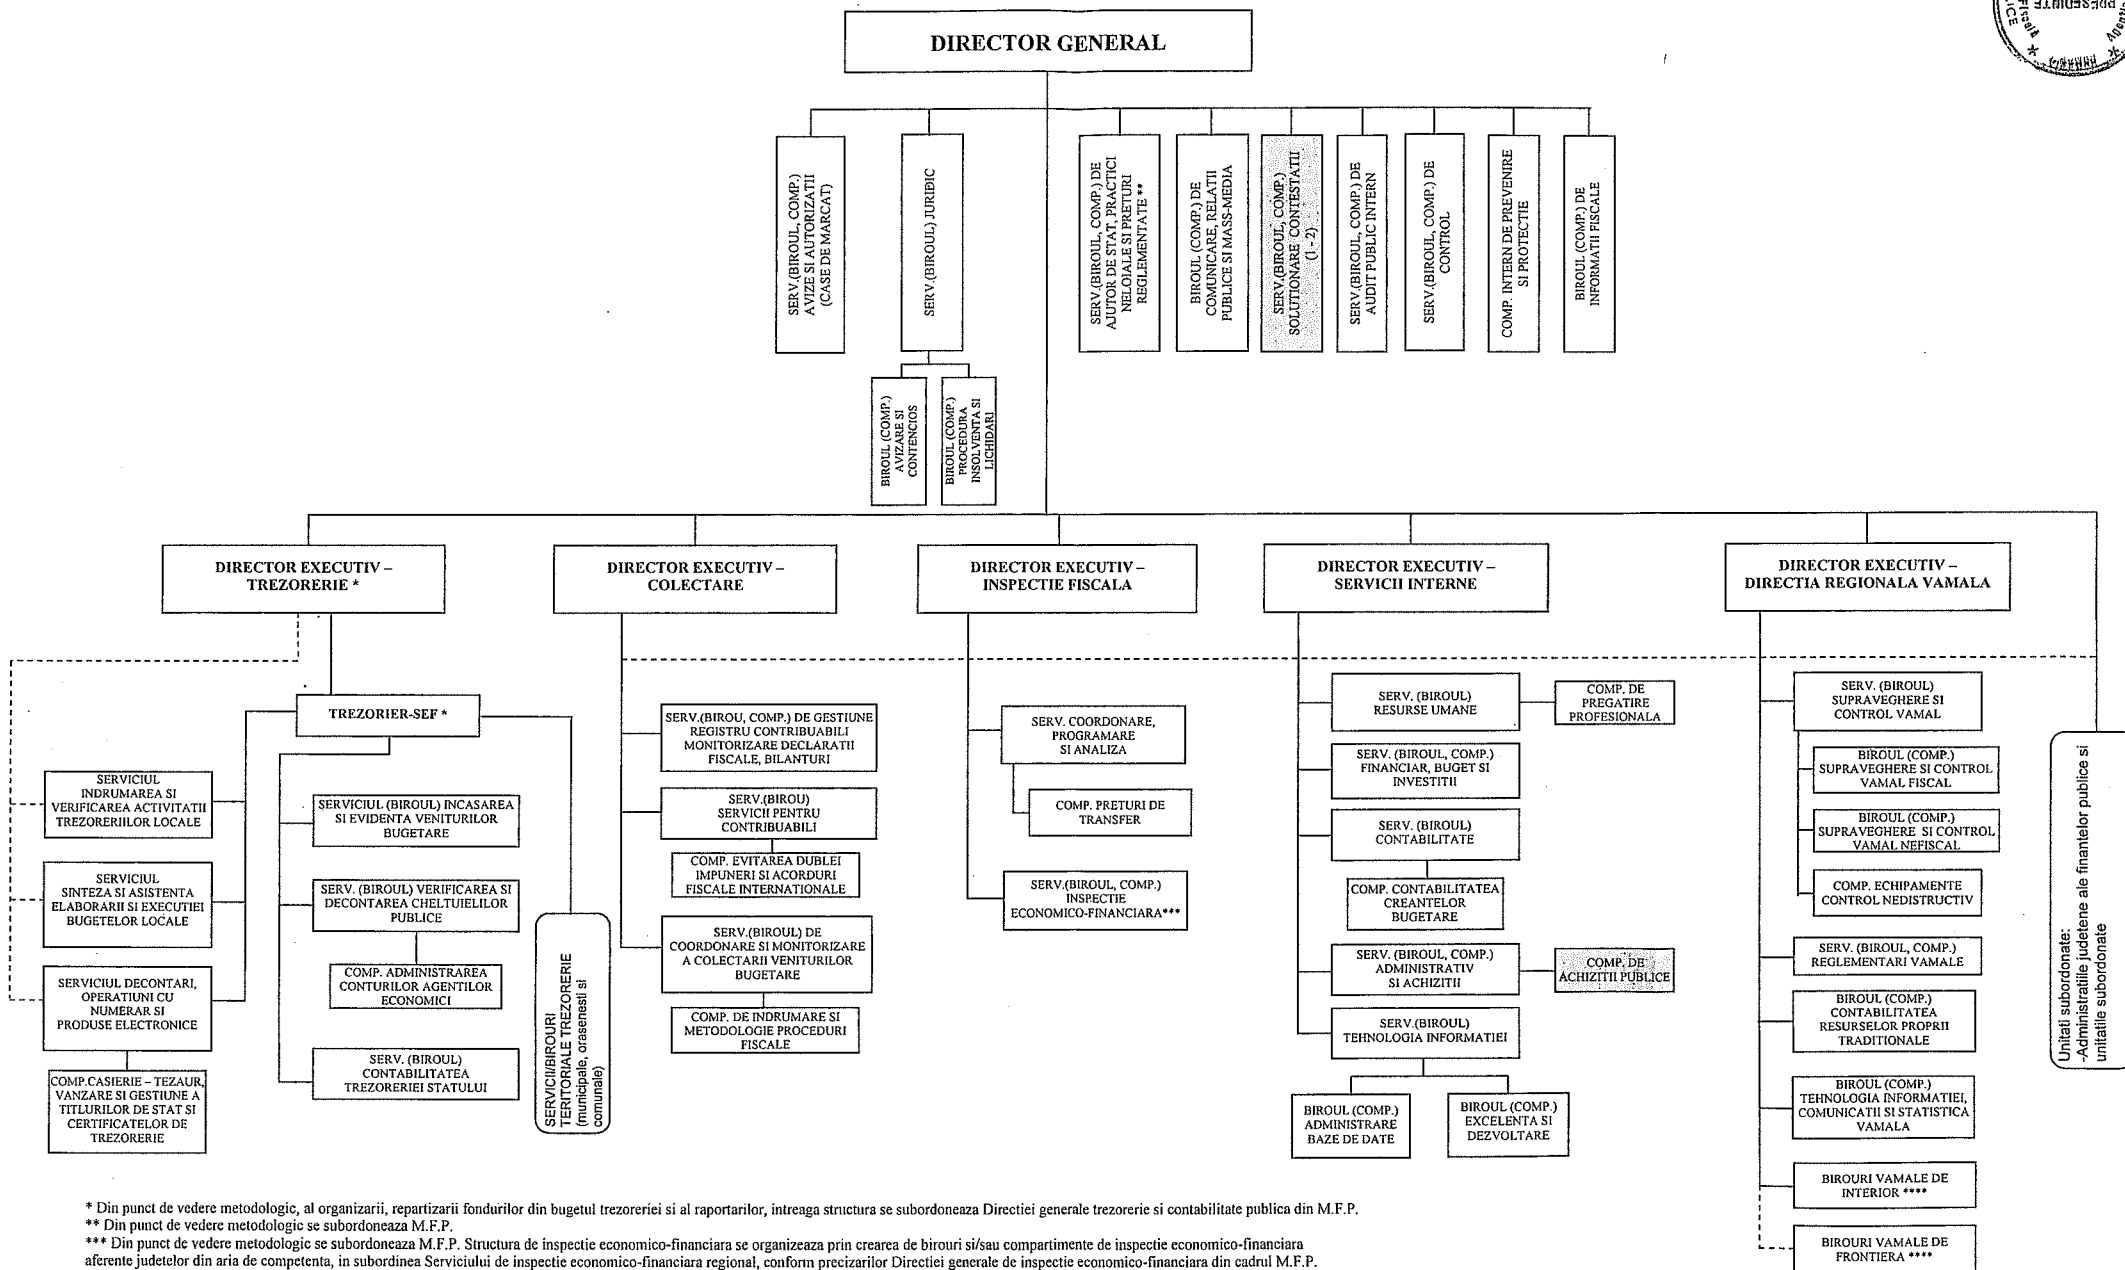 PRESEDINTE
DIRECTOR GENERAL
SERV.(BIROUL, COMP.)
AVIZE SI AUTORIZATII
(CASE DE MARCAT)
SERV.(BIROUL) JURIDIC
SERV.(BIROUL, COMP.) DE
AJUTOR DE STAT, PRACTICI
NELOIALE SI PRETURI
REGLEMENTATE **
BIROUL (COMP.) DE
COMUNICARE, RELATII
PUBLICE SI MASS-MEDIA
SERV.(BIROUL, COMP.)
SOLUTIONARE CONTESTATII
(1 - 2)
SERV.(BIROUL, COMP.) DE
AUDIT PUBLIC INTERN
SERV.(BIROUL, COMP.) DE
CONTROL
COMP. INTERN DE PREVENIRE
SI PROTECTIE
BIROUL (COMP.) DE
INFORMATII FISCALE
BIROUL (COMP.)
AVIZARE SI
CONTENCIOS
BIROUL (COMP.)
PROCEDURA
INSOLVENTA SI
LICHIDARI
DIRECTOR EXECUTIV –
TREZORERIE *
DIRECTOR EXECUTIV –
COLECTARE
DIRECTOR EXECUTIV –
INSPECTIE FISCALA
DIRECTOR EXECUTIV –
SERVICII INTERNE
DIRECTOR EXECUTIV –
DIRECTIA REGIONALA VAMALA
TREZORIER-SEF *
SERVICIUL
INDRUMAREA SI
VERIFICAREA ACTIVITATII
TREZORERIILOR LOCALE
SERVICIUL
SINTEZA SI ASISTENTA
ELABORARII SI EXECUTIEI
BUGETELOR LOCALE
SERVICIUL DECONTARI,
OPERATIUNI CU
NUMERAR SI
PRODUSE ELECTRONICE
COMP.CASIERIE – TEZAUR,
VANZARE SI GESTIUNE A
TITLURILOR DE STAT SI
CERTIFICATELOR DE
TREZORERIE
SERVICIUL (BIROUL) INCASAREA
SI EVIDENTA VENITURILOR
BUGETARE
SERV. (BIROUL) VERIFICAREA SI
DECONTAREA CHELTUIELILOR
PUBLICE
COMP. ADMINISTRAREA
CONTURILOR AGENTILOR
ECONOMICI
SERV. (BIROUL)
CONTABILITATEA
TREZORERIEI STATULUI
SERVICII/BIROURI
TERITORIALE TREZORERIE
(municipale, orasenesti si
comunale)
SERV.(BIROU, COMP.) DE GESTIUNE
REGISTRU CONTRIBUABILI
MONITORIZARE DECLARATII
FISCALE, BILANTURI
SERV.(BIROU)
SERVICII PENTRU
CONTRIBUABILI
COMP. EVITAREA DUBLEI
IMPUNERI SI ACORDURI
FISCALE INTERNATIONALE
SERV.(BIROUL) DE
COORDONARE SI MONITORIZARE
A COLECTARII VENITURILOR
BUGETARE
COMP. DE INDRUMARE SI
METODOLOGIE PROCEDURI
FISCALE
SERV. COORDONARE,
PROGRAMARE
SI ANALIZA
COMP. PRETURI DE
TRANSFER
SERV.(BIROUL, COMP.)
INSPECTIE
ECONOMICO-FINANCIARA***
SERV. (BIROUL)
RESURSE UMANE
COMP. DE
PREGATIRE
PROFESIONALA
SERV. (BIROUL, COMP.)
FINANCIAR, BUGET SI
INVESTITII
SERV. (BIROUL)
CONTABILITATE
COMP. CONTABILITATEA
CREANTELOR
BUGETARE
SERV. (BIROUL, COMP.)
ADMINISTRATIV
SI ACHIZITII
COMP. DE
ACHIZITII PUBLICE
SERV.(BIROUL)
TEHNOLOGIA INFORMATIEI
BIROUL (COMP.)
ADMINISTRARE
BAZE DE DATE
BIROUL (COMP.)
EXCELENTA SI
DEZVOLTARE
SERV. (BIROUL)
SUPRAVEGHERE SI
CONTROL VAMAL
BIROUL (COMP.)
SUPRAVEGHERE SI CONTROL
VAMAL FISCAL
BIROUL (COMP.)
SUPRAVEGHERE SI CONTROL
VAMAL NEFISCAL
COMP. ECHIPAMENTE
CONTROL NEDISTRUCTIV
SERV. (BIROUL, COMP.)
REGLEMENTARI VAMALE
BIROUL (COMP.)
CONTABILITATEA
RESURSELOR PROPRII
TRADITIONALE
BIROUL (COMP.)
TEHNOLOGIA INFORMATIEI,
COMUNICATII SI STATISTICA
VAMALA
BIROURI VAMALE DE
INTERIOR ****
BIROURI VAMALE DE
FRONTIERA ****
Unitati subordonate:
-Administratiile judetene ale finantelor publice si
unitatile subordonate
* Din punct de vedere metodologic, al organizarii, repartizarii fondurilor din bugetul trezoreriei si al raportarilor, intreaga structura se subordoneaza Directiei generale trezorerie si contabilitate publica din M.F.P.
** Din punct de vedere metodologic se subordoneaza M.F.P.
*** Din punct de vedere metodologic se subordoneaza M.F.P. Structura de inspectie economico-financiara se organizeaza prin crearea de birouri si/sau compartimente de inspectie economico-financiara
aferente judetelor din aria de competenta, in subordinea Serviciului de inspectie economico-financiara regional, conform precizarilor Directiei generale de inspectie economico-financiara din cadrul M.F.P.